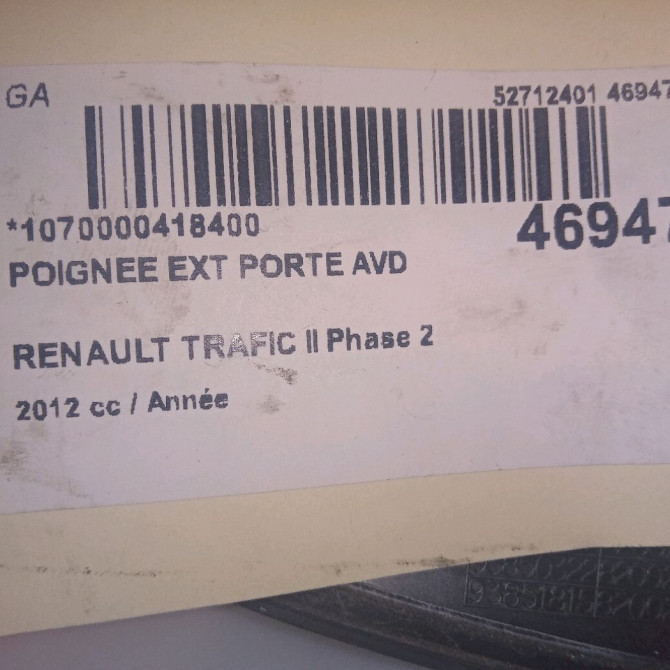 GA
52712401 46947
*1070000418400
46947
POIGNEE EXT PORTE AVD
RENAULT TRAFIC II Phase 2
2012 cc / Année